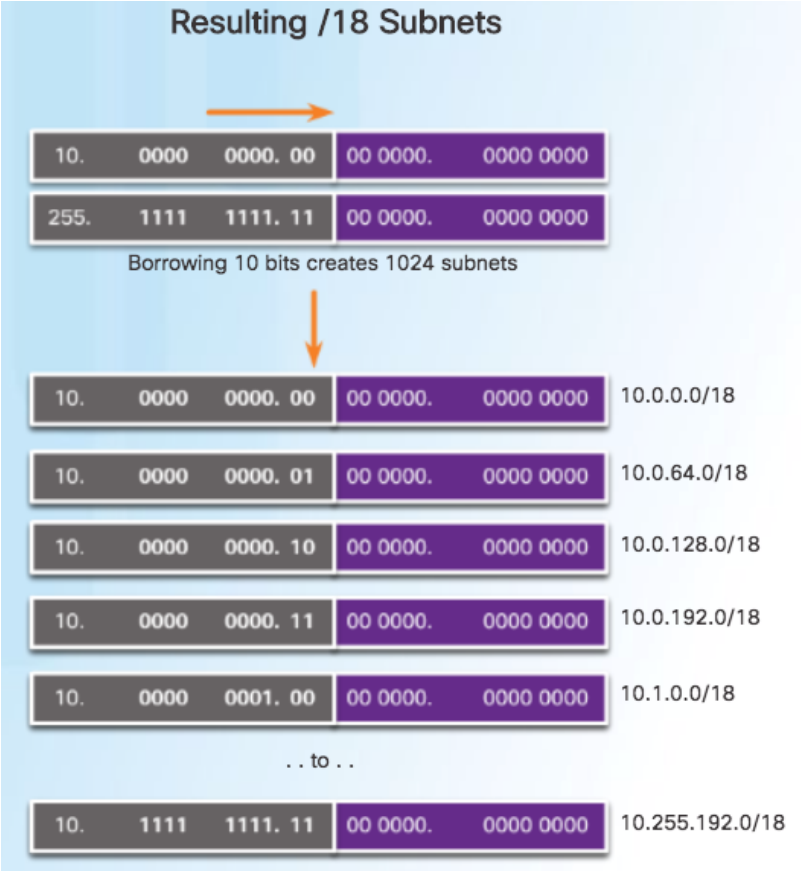 Resulting /18 Subnets
10. 0000 0000. 00 00 0000. 0000 0000
255. 1111 1111. 11 00 0000. 0000 0000
Borrowing 10 bits creates 1024 subnets
10. 0000 0000. 00 00 0000. 0000 0000 10.0.0.0/18
10. 0000 0000. 01 00 0000. 0000 0000 10.0.64.0/18
10. 0000 0000. 10 00 0000. 0000 0000 10.0.128.0/18
10. 0000 0000. 11 00 0000. 0000 0000 10.0.192.0/18
10. 0000 0001. 00 00 0000. 0000 0000 10.1.0.0/18
. . to . .
10. 1111 1111. 11 00 0000. 0000 0000 10.255.192.0/18